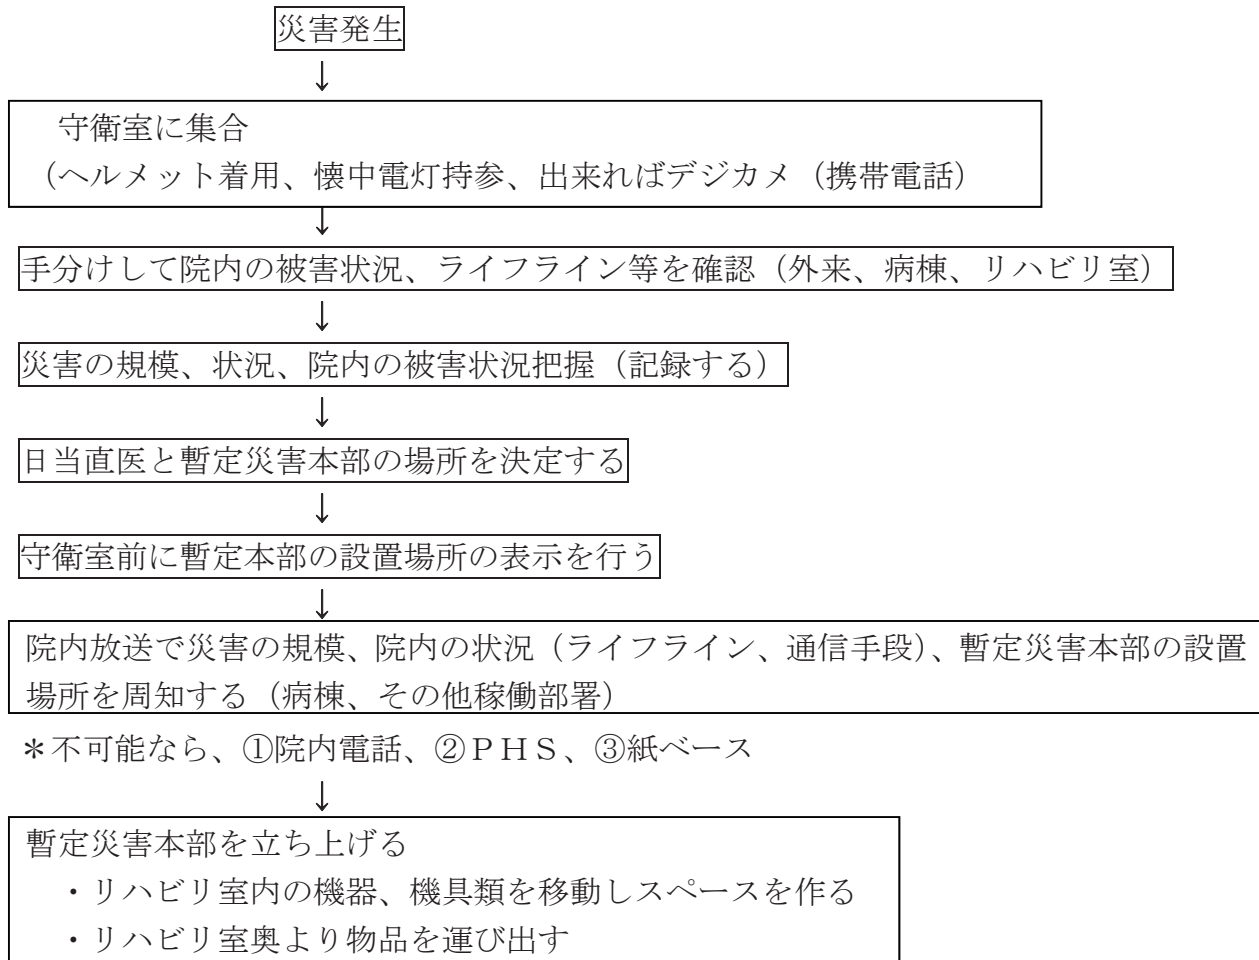 災害発生
↓
守衛室に集合
(ヘルメット着用、懐中電灯持参、出来ればデジカメ（携帯電話）
↓
手分けして院内の被害状況、ライフライン等を確認（外来、病棟、リハビリ室）
↓
災害の規模、状況、院内の被害状況把握（記録する）
↓
日当直医と暫定災害本部の場所を決定する
↓
守衛室前に暫定本部の設置場所の表示を行う
↓
院内放送で災害の規模、院内の状況（ライフライン、通信手段）、暫定災害本部の設置
場所を周知する（病棟、その他稼働部署）
＊不可能なら、①院内電話、②ＰＨＳ、③紙ベース
↓
暫定災害本部を立ち上げる
・リハビリ室内の機器、機具類を移動しスペースを作る
・リハビリ室奥より物品を運び出す